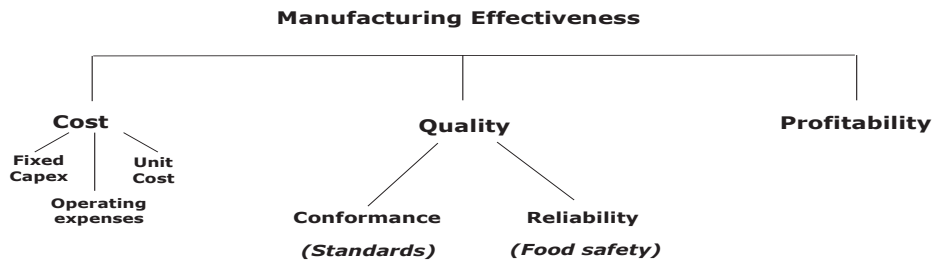 Manufacturing Effectiveness
Cost
Quality
Profitability
Fixed
Capex
Operating
expenses
Unit
Cost
Conformance
(Standards)
Reliability
(Food safety)